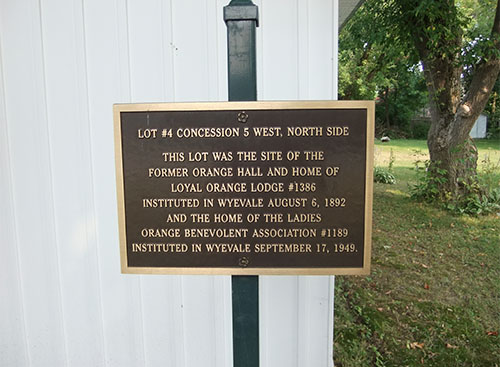 LOT #4 CONCESSION 5 WEST, NORTH SIDE
THIS LOT WAS THE SITE OF THE
FORMER ORANGE HALL AND HOME OF
LOYAL ORANGE LODGE #1386
INSTITUTED IN WYEVALE AUGUST 6, 1892
AND THE HOME OF THE LADIES
ORANGE BENEVOLENT ASSOCIATION #1189
INSTITUTED IN WYEVALE SEPTEMBER 17, 1949.